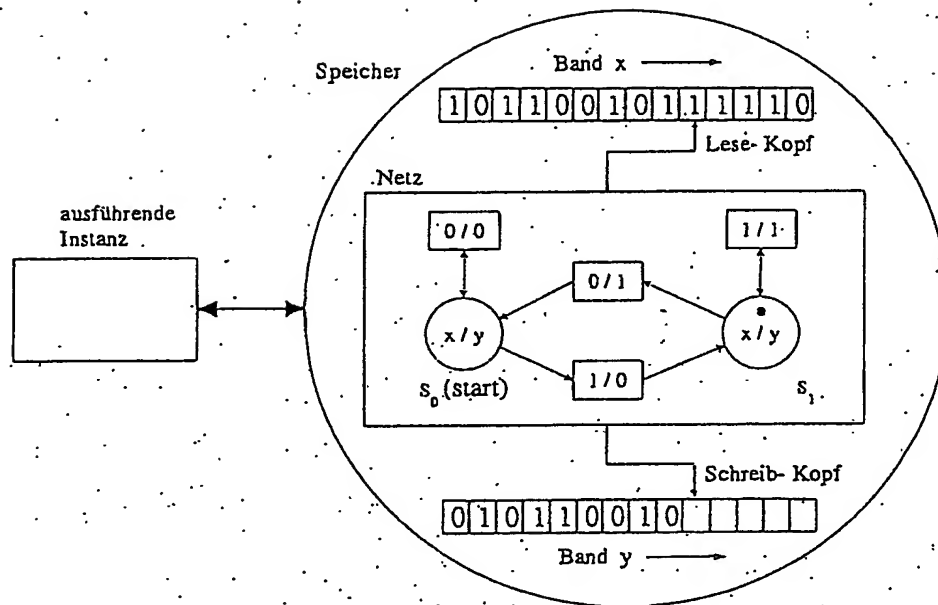 Speicher
Band x
1 0 1 1 0 0 1 0 1 1 1 1 1 0
Lese-Kopf
Netz
ausführende
Instanz
0 / 0
1 / 1
0 / 1
x / y
x / y
1 / 0
s0 (start)
s1
Schreib-Kopf
0 1 0 1 1 0 0 1 0
Band y